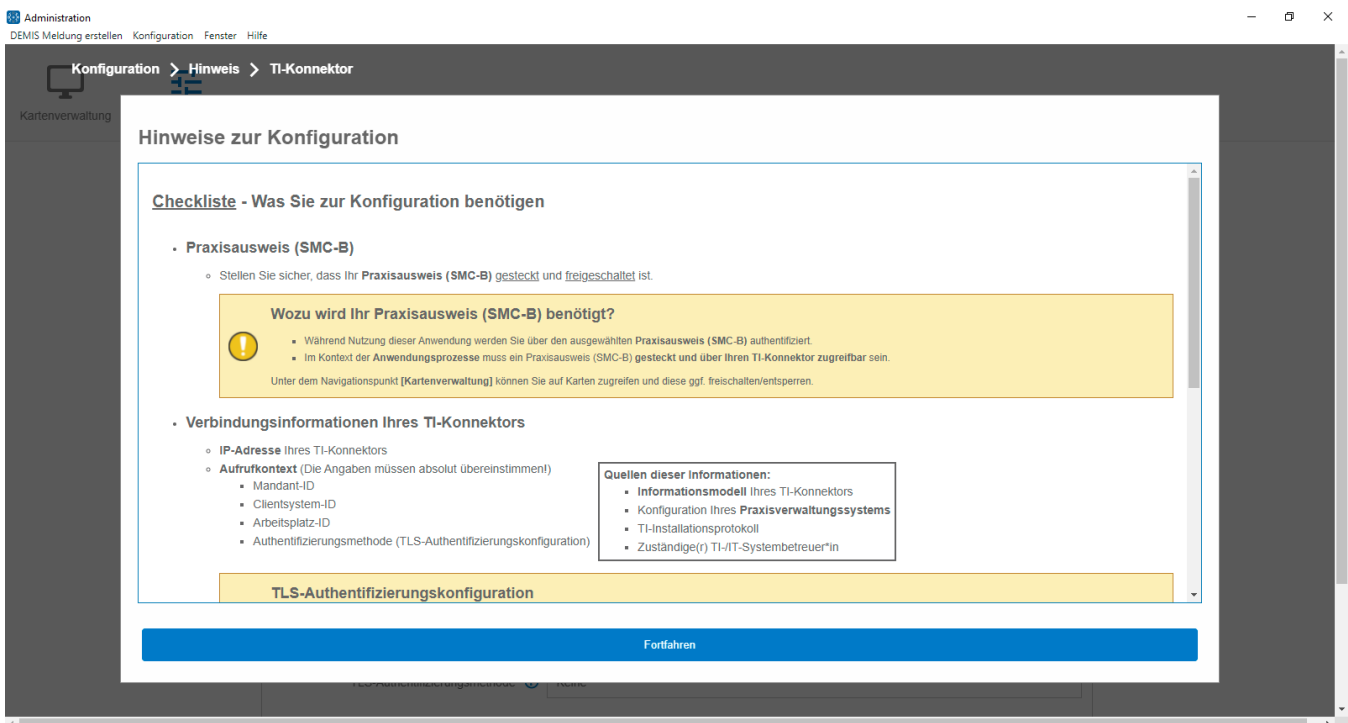 Administration
DEMIS Meldung erstellen Konfiguration Fenster Hilfe
Konfiguration > Hinweis > TI-Konnektor
Kartenverwaltung
Hinweise zur Konfiguration
Checkliste - Was Sie zur Konfiguration benötigen
Praxisausweis (SMC-B)
Stellen Sie sicher, dass Ihr Praxisausweis (SMC-B) gesteckt und freigeschaltet ist.
Wozu wird Ihr Praxisausweis (SMC-B) benötigt?
Während Nutzung dieser Anwendung werden Sie über den ausgewählten Praxisausweis (SMC-B) authentifiziert.
Im Kontext der Anwendungsprozesse muss ein Praxisausweis (SMC-B) gesteckt und über Ihren TI-Konnektor zugreifbar sein.
Unter dem Navigationspunkt [Kartenverwaltung] können Sie auf Karten zugreifen und diese ggf. freischalten/entsperren.
Verbindungsinformationen Ihres TI-Konnektors
IP-Adresse Ihres TI-Konnektors
Aufrufkontext (Die Angaben müssen absolut übereinstimmen!)
Mandant-ID
Clientsystem-ID
Arbeitsplatz-ID
Authentifizierungsmethode (TLS-Authentifizierungskonfiguration)
Quellen dieser Informationen:
Informationsmodell Ihres TI-Konnektors
Konfiguration Ihres Praxisverwaltungssystems
TI-Installationsprotokoll
Zuständige(r) TI-/IT-Systembetreuer*in
TLS-Authentifizierungskonfiguration
Fortfahren
TLS-Authentifizierungsmethode Keine